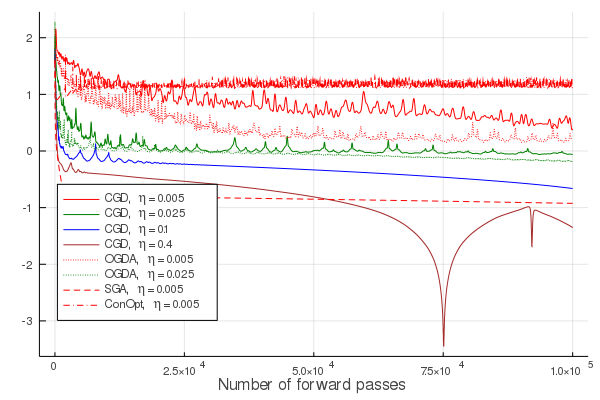 2
1
0
-1
-2
-3
CGD, η = 0.005
CGD, η = 0.025
CGD, η = 0.1
CGD, η = 0.4
OGDA, η = 0.005
OGDA, η = 0.025
SGA, η = 0.005
ConOpt, η = 0.005
0 2.5×10⁴ 5.0×10⁴ 7.5×10⁴ 1.0×10⁵
Number of forward passes